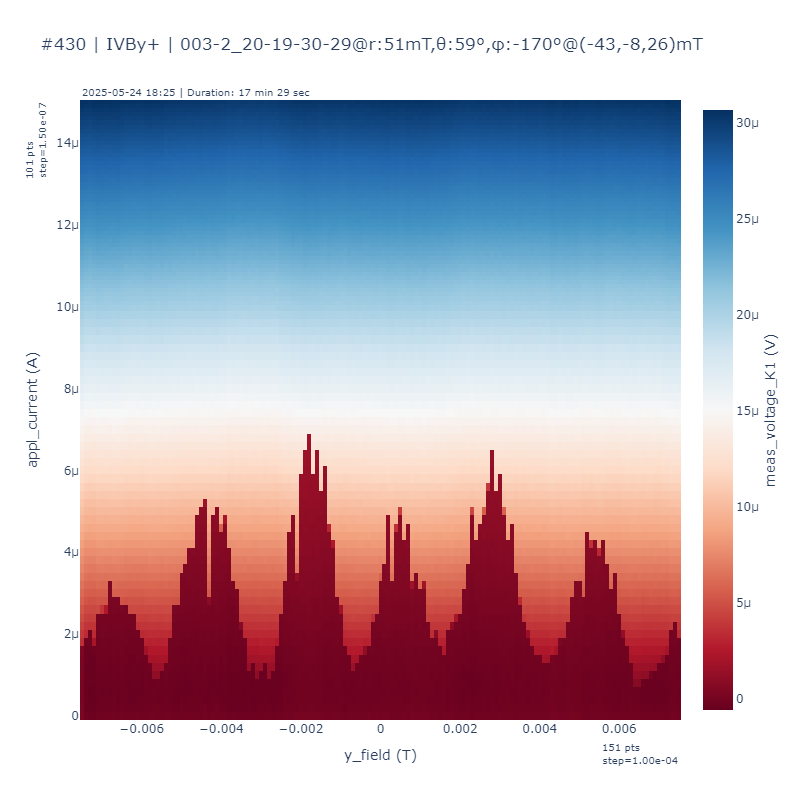 #430 | IVBy+ | 003-2_20-19-30-29@r:51mT,θ:59°,φ:-170°@(-43,-8,26)mT
2025-05-24 18:25 | Duration: 17 min 29 sec
101 pts
step=1.50e-07
14μ
12μ
10μ
8μ
6μ
4μ
2μ
0
appl_current (A)
−0.006
−0.004
−0.002
0
0.002
0.004
0.006
y_field (T)
151 pts
step=1.00e-04
30μ
25μ
20μ
15μ
10μ
5μ
0
meas_voltage_K1 (V)